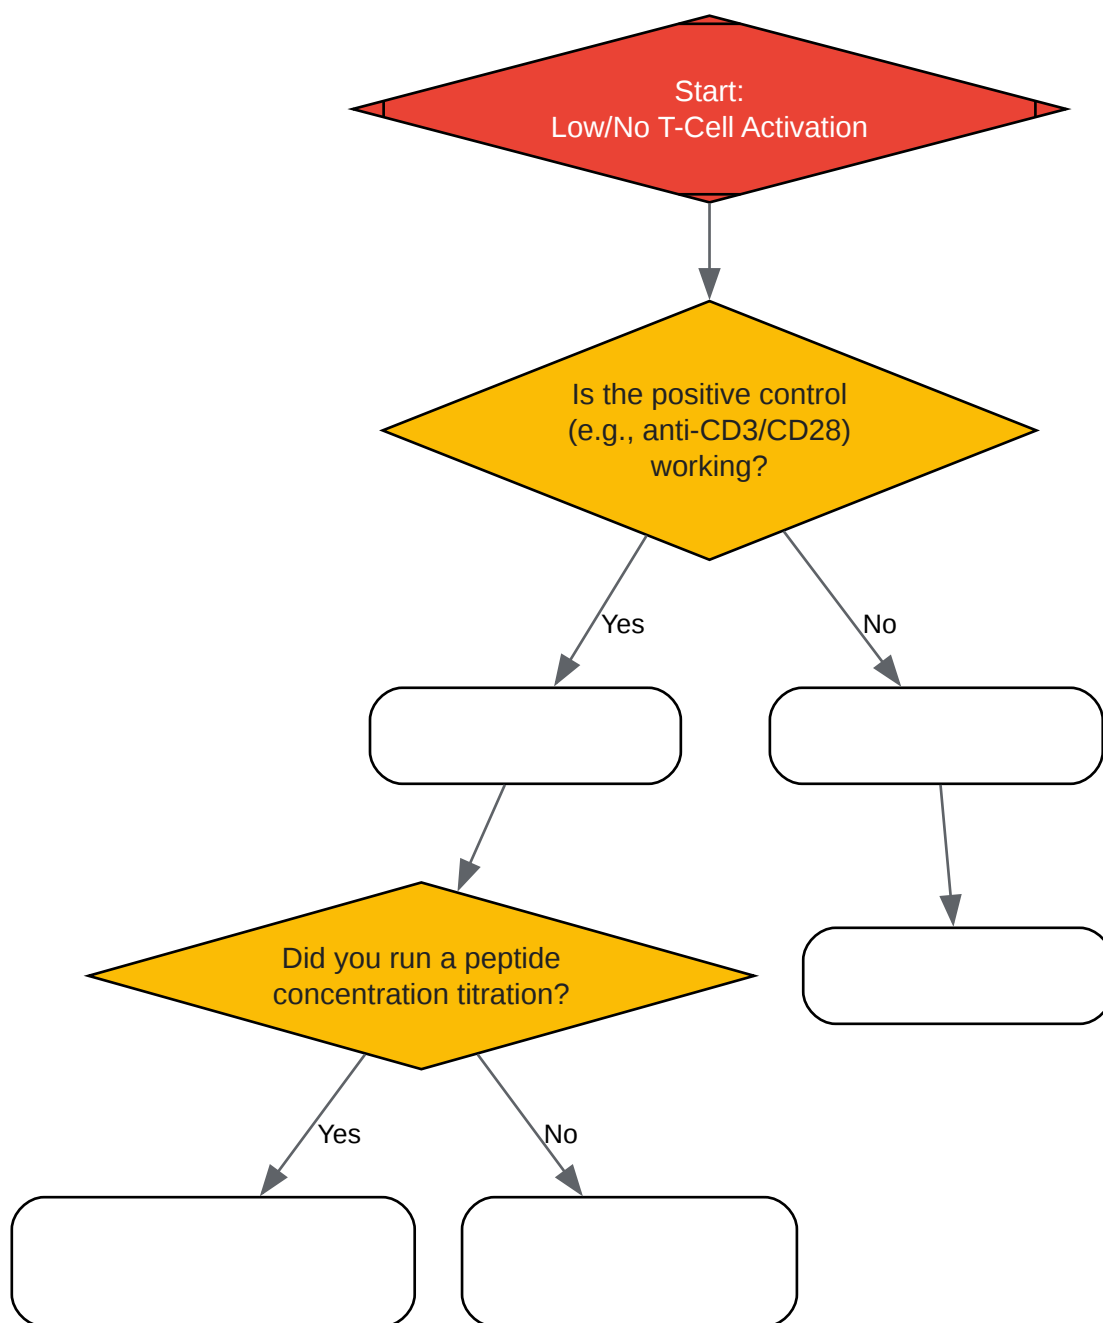 Start:
Low/No T-Cell Activation
Is the positive control
(e.g., anti-CD3/CD28)
working?
Yes
No
Did you run a peptide
concentration titration?
Yes
No